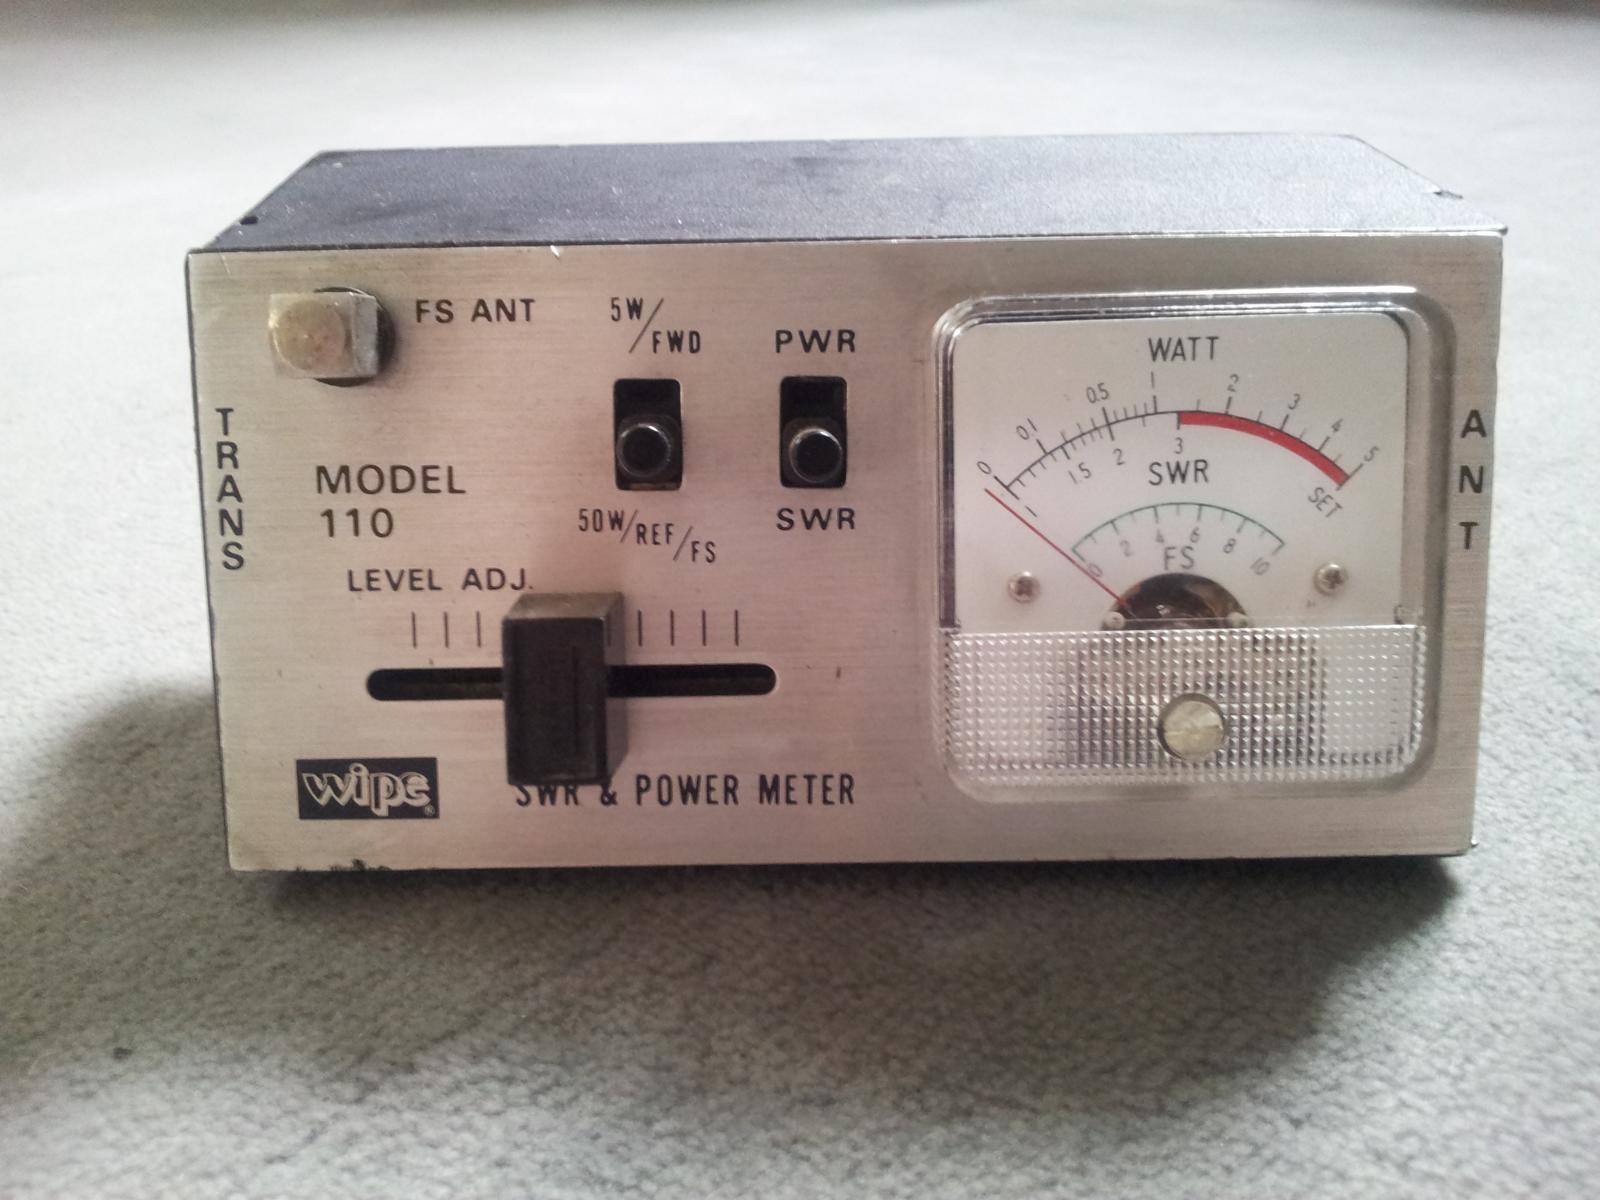 FS ANT
5W/FWD
PWR
TRANS
MODEL
110
50W/REF/FS
SWR
LEVEL ADJ.
wipe®
SWR & POWER METER
WATT
0 0.1 0.5 1 2 3 4 5
1 1.5 2 3 SET
SWR
0 2 4 6 8 10
FS
ANT